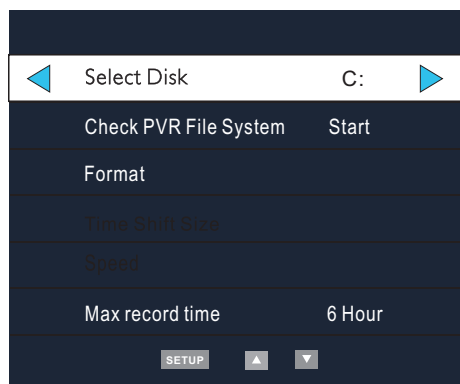 Select Disk C:
Check PVR File System Start
Format
Time Shift Size
Speed
Max record time 6 Hour
SETUP